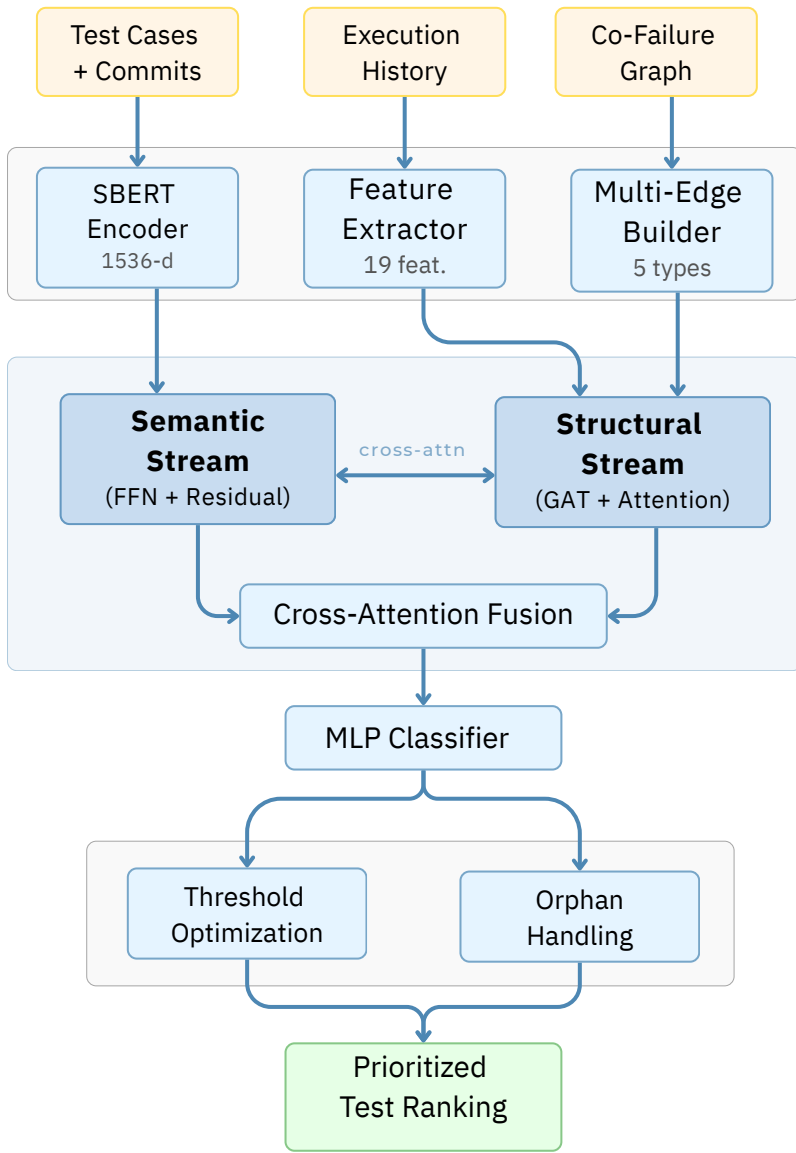 Test Cases
+ Commits
Execution
History
Co-Failure
Graph
SBERT
Encoder
1536-d
Feature
Extractor
19 feat.
Multi-Edge
Builder
5 types
Semantic
Stream
(FFN + Residual)
cross-attn
Structural
Stream
(GAT + Attention)
Cross-Attention Fusion
MLP Classifier
Threshold
Optimization
Orphan
Handling
Prioritized
Test Ranking